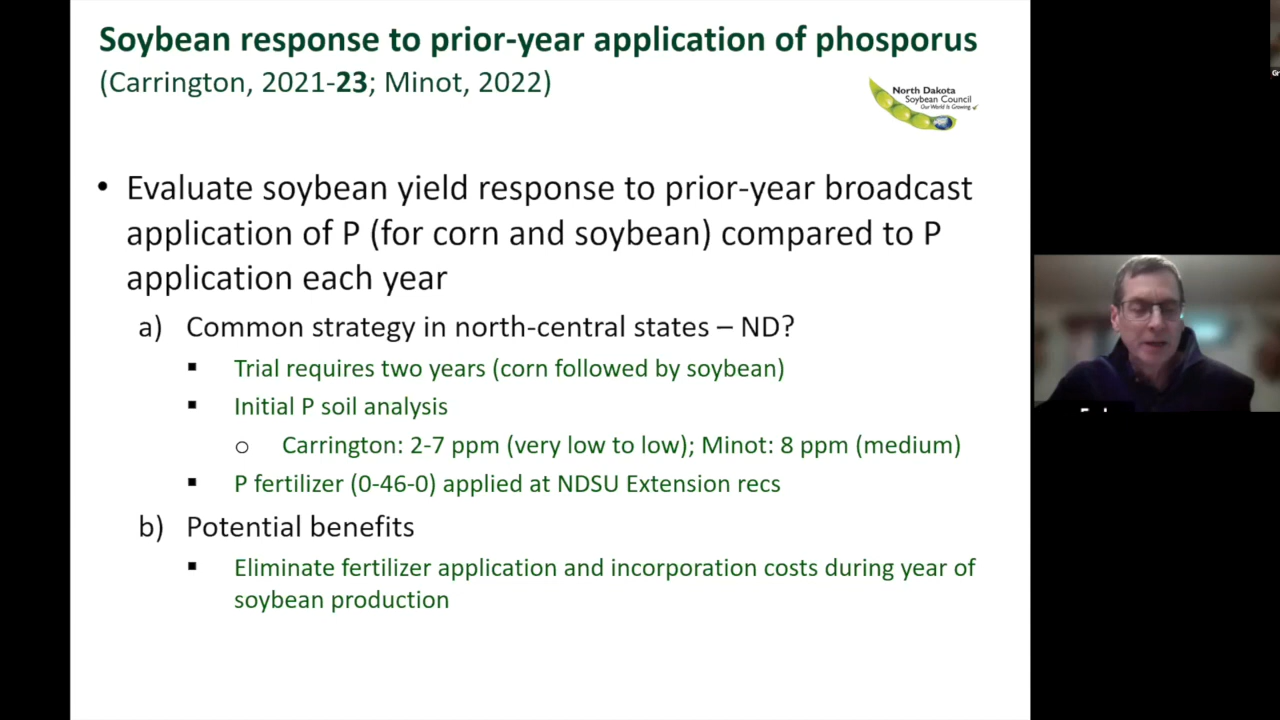 Soybean response to prior-year application of phosporus
(Carrington, 2021-23; Minot, 2022)
North Dakota
Soybean Council
Our World Is Growing
• Evaluate soybean yield response to prior-year broadcast
application of P (for corn and soybean) compared to P
application each year
a) Common strategy in north-central states – ND?
▪ Trial requires two years (corn followed by soybean)
▪ Initial P soil analysis
o Carrington: 2-7 ppm (very low to low); Minot: 8 ppm (medium)
▪ P fertilizer (0-46-0) applied at NDSU Extension recs
b) Potential benefits
▪ Eliminate fertilizer application and incorporation costs during year of
soybean production